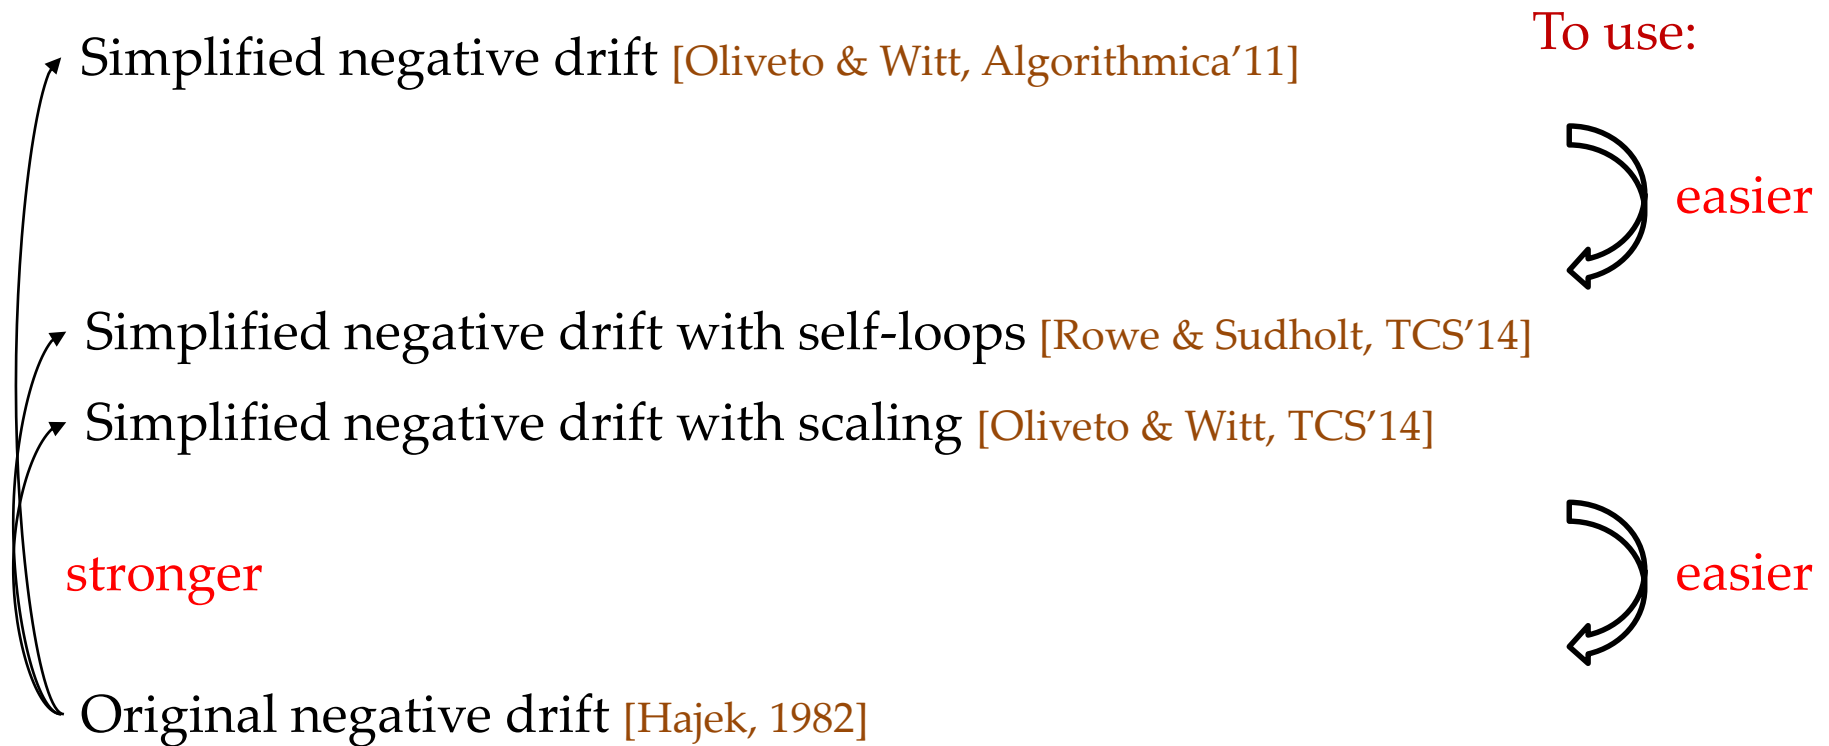 To use:
Simplified negative drift [Oliveto & Witt, Algorithmica’11]
easier
Simplified negative drift with self-loops [Rowe & Sudholt, TCS’14]
Simplified negative drift with scaling [Oliveto & Witt, TCS’14]
stronger
easier
Original negative drift [Hajek, 1982]